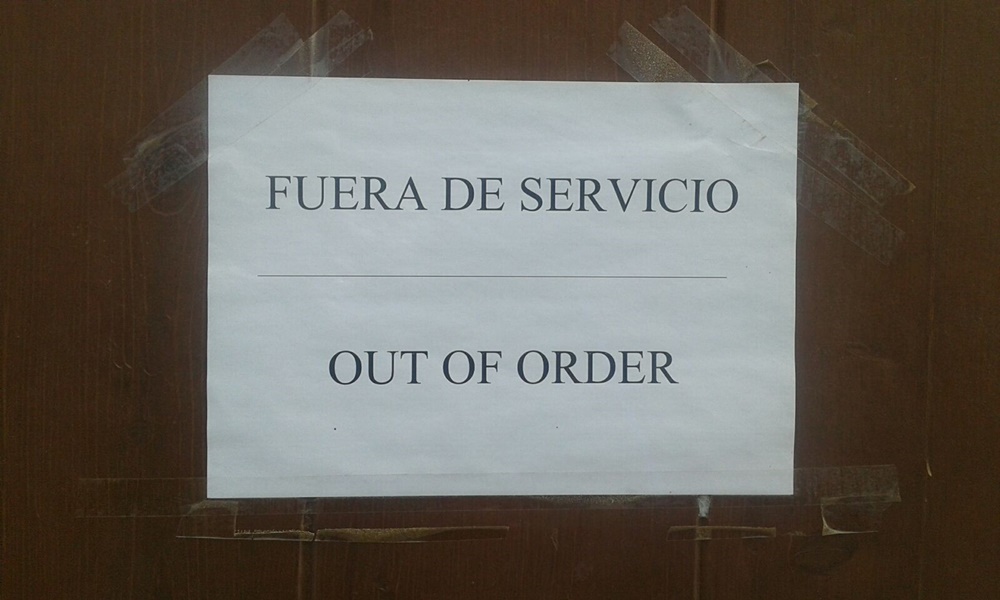 FUERA DE SERVICIO
OUT OF ORDER